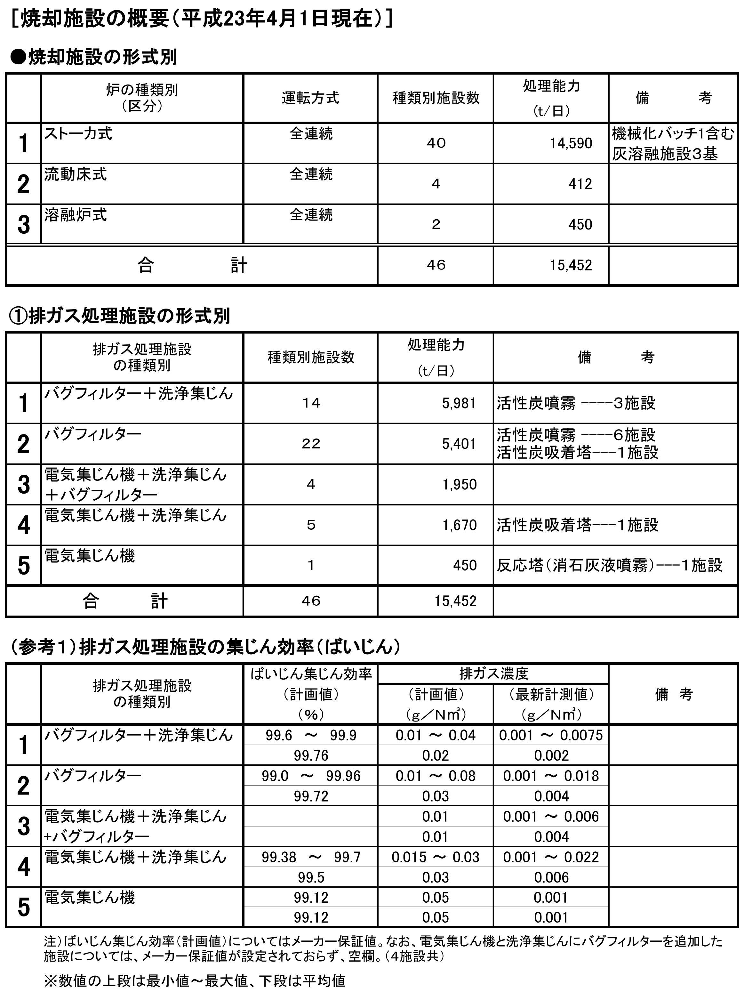 ［焼却施設の概要（平成23年4月1日現在）］
●焼却施設の形式別
炉の種類別
（区分）
運転方式
種類別施設数
処理能力
（t/日）
備　　　考
1 ストーカ式 全連続 40 14,590 機械化バッチ1含む
灰溶融施設3基
2 流動床式 全連続 4 412
3 溶融炉式 全連続 2 450
合　　　計 46 15,452
①排ガス処理施設の形式別
排ガス処理施設
の種類別
種類別施設数
処理能力
（t/日）
備　　　考
1 バグフィルター＋洗浄集じん 14 5,981 活性炭噴霧 ----3施設
2 バグフィルター 22 5,401 活性炭噴霧 ----6施設
活性炭吸着塔---1施設
3 電気集じん機＋洗浄集じん 4 1,950
＋バグフィルター
4 電気集じん機＋洗浄集じん 5 1,670 活性炭吸着塔---1施設
5 電気集じん機 1 450 反応塔（消石灰液噴霧）---1施設
合　　　計 46 15,452
（参考１）排ガス処理施設の集じん効率（ばいじん）
排ガス処理施設
の種類別
ばいじん集じん効率
（計画値）
（％）
排ガス濃度
（計画値）
（g／N㎥）
（最新計測値）
（g／N㎥）
備　考
1 バグフィルター＋洗浄集じん 99.6 ～ 99.9 0.01 ～ 0.04 0.001 ～ 0.0075
99.76 0.02 0.002
2 バグフィルター 99.0 ～ 99.96 0.01 ～ 0.08 0.001 ～ 0.018
99.72 0.03 0.004
3 電気集じん機＋洗浄集じん 0.01 0.001 ～ 0.006
+バグフィルター 0.01 0.004
4 電気集じん機＋洗浄集じん 99.38 ～ 99.7 0.015 ～ 0.03 0.001 ～ 0.022
99.5 0.03 0.006
5 電気集じん機 99.12 0.05 0.001
99.12 0.05 0.001
注）ばいじん集じん効率（計画値）についてはメーカー保証値。なお、電気集じん機と洗浄集じんにバグフィルターを追加した
施設については、メーカー保証値が設定されておらず、空欄。（４施設共）
※数値の上段は最小値～最大値、下段は平均値